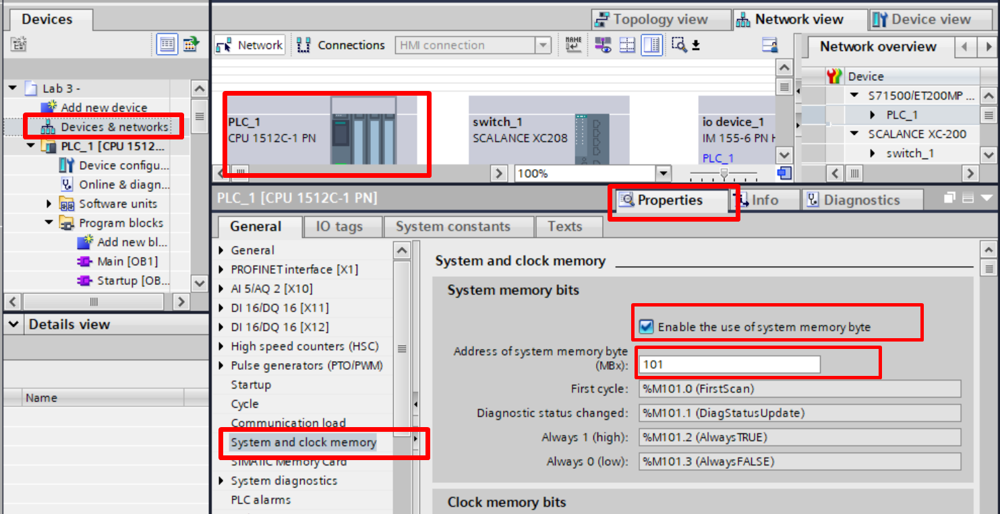 Devices
Lab 3 -
Add new device
Devices & networks
PLC_1 [CPU 1512...
Device configu...
Online & diagn...
Software units
Program blocks
Add new bl...
Main [OB1]
Startup [OB...
Details view
Name
Topology view
Network view
Device view
Network
Connections
HMI connection
NAME
PLC_1
CPU 1512C-1 PN
switch_1
SCALANCE XC208
io device_1
IM 155-6 PN H
PLC_1
100%
Network overview
Device
S71500/ET200MP ...
PLC_1
SCALANCE XC-200
switch_1
PLC_1 [CPU 1512C-1 PN]
Properties
Info
Diagnostics
General
IO tags
System constants
Texts
General
PROFINET interface [X1]
AI 5/AQ 2 [X10]
DI 16/DQ 16 [X11]
DI 16/DQ 16 [X12]
High speed counters (HSC)
Pulse generators (PTO/PWM)
Startup
Cycle
Communication load
System and clock memory
SIMATIC Memory Card
System diagnostics
PLC alarms
System and clock memory
System memory bits
Enable the use of system memory byte
Address of system memory byte
(MBx): 101
First cycle: %M101.0 (FirstScan)
Diagnostic status changed: %M101.1 (DiagStatusUpdate)
Always 1 (high): %M101.2 (AlwaysTRUE)
Always 0 (low): %M101.3 (AlwaysFALSE)
Clock memory bits